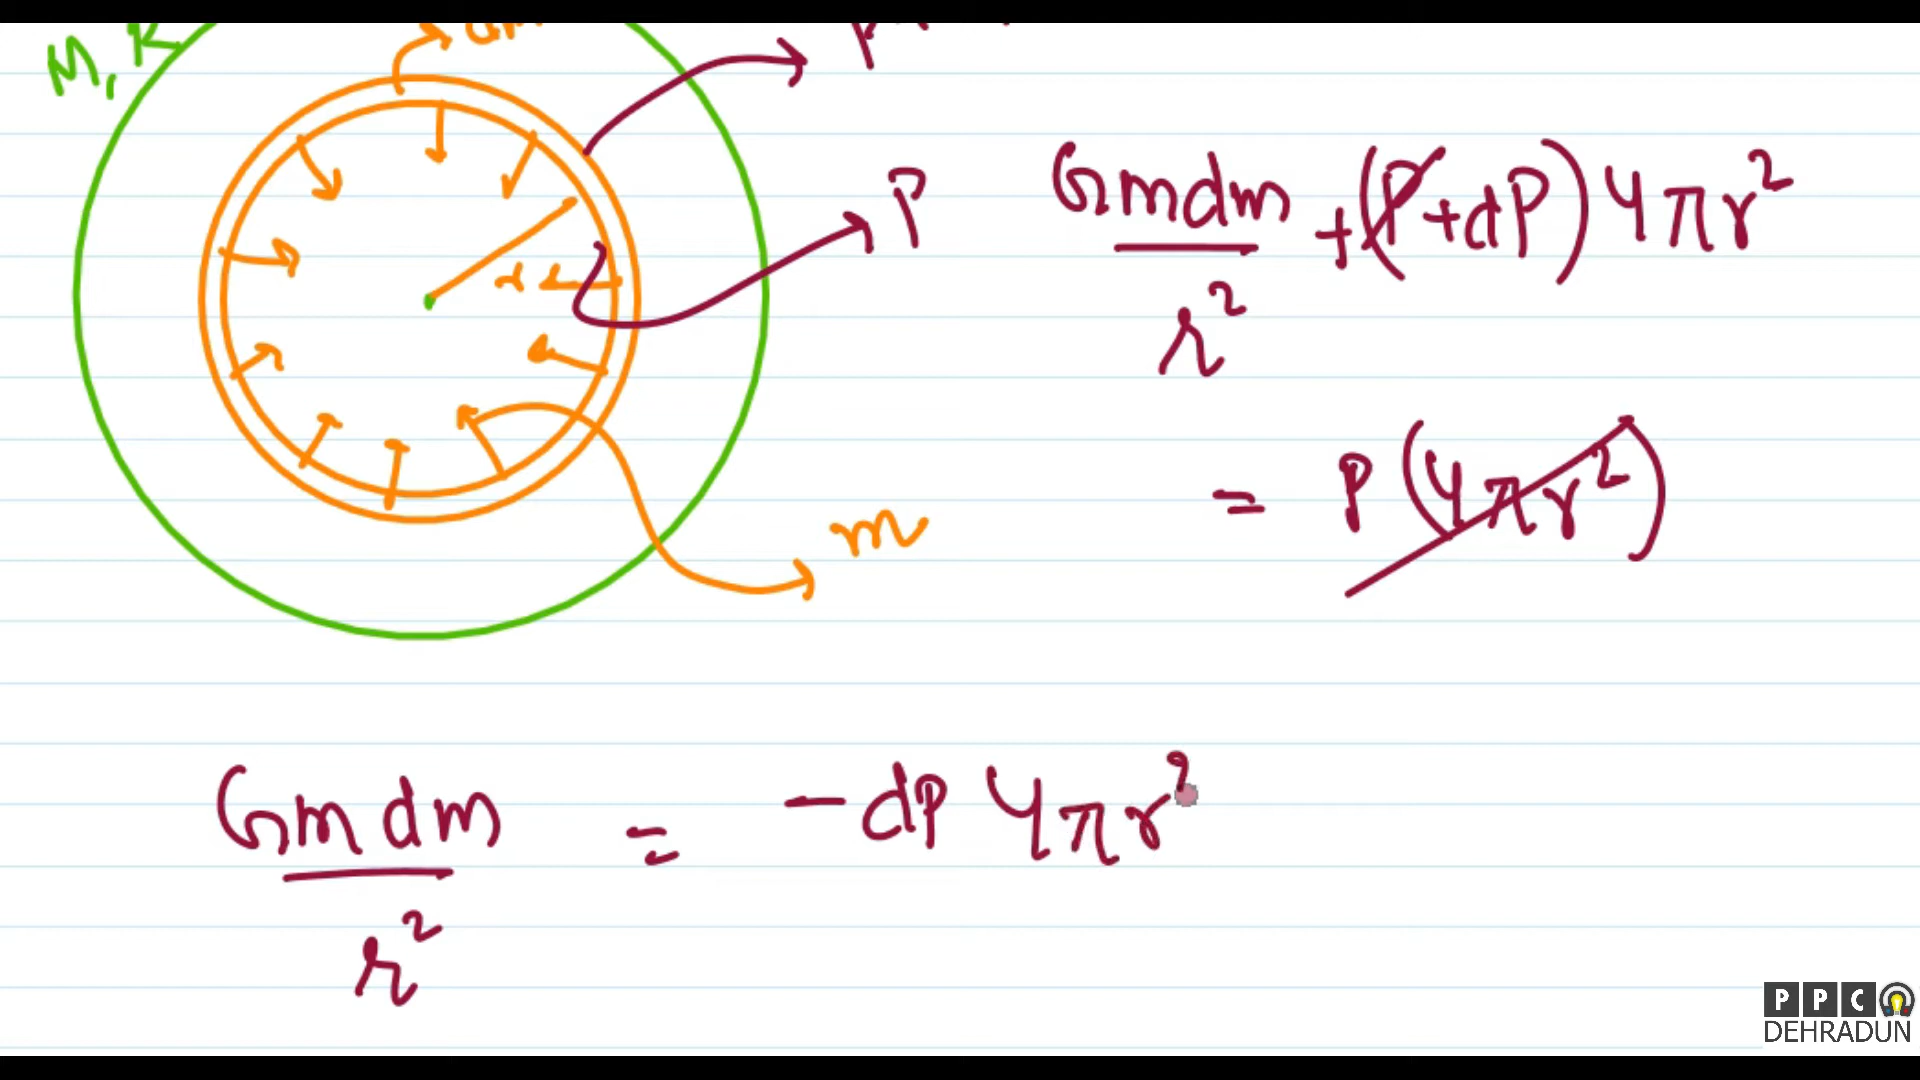 M, R
P
Gmdm/r² + (P+dP) 4πr²
= P(4πr²)
r
m
Gmdm/r² = -dP 4πr²
PPC
DEHRADUN